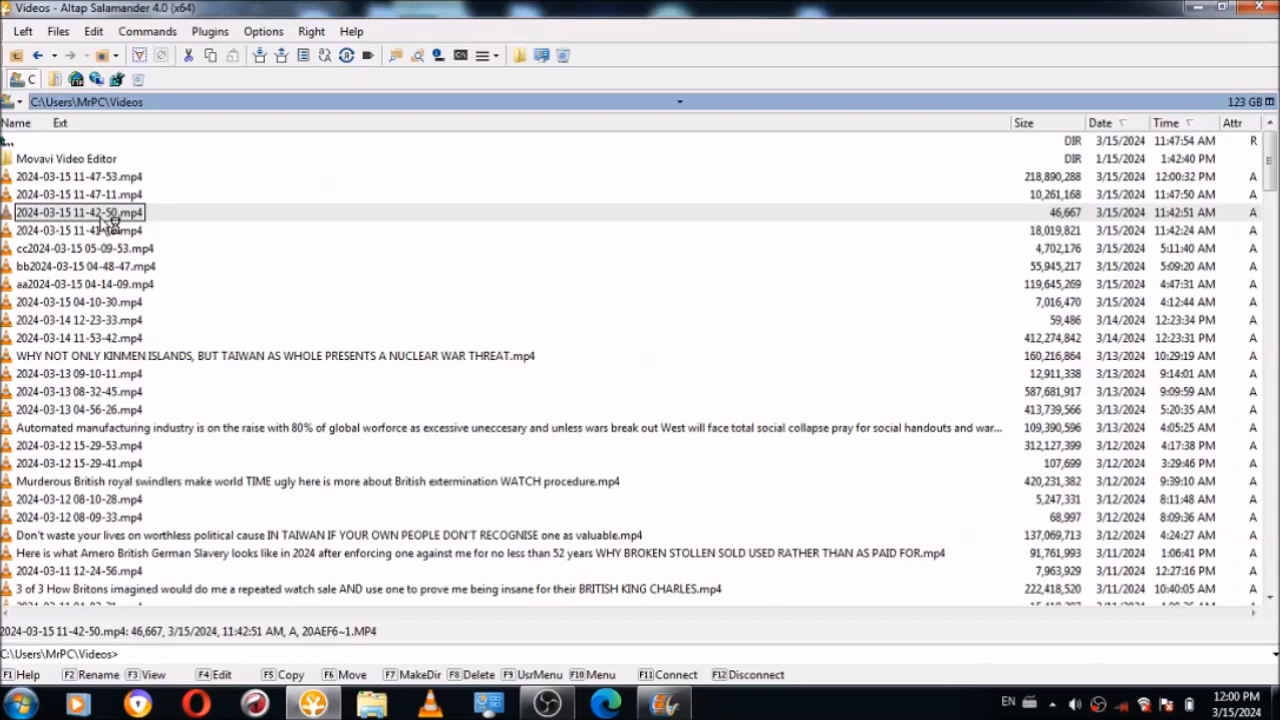 Videos - Altap Salamander 4.0 (x64)
Left Files Edit Commands Plugins Options Right Help
C
C:\Users\MrPC\Videos 123 GB
Name Ext Size Date Time Attr
.. DIR 3/15/2024 11:47:54 AM R
Movavi Video Editor DIR 1/15/2024 1:42:40 PM
2024-03-15 11-47-53.mp4 218,890,288 3/15/2024 12:00:32 PM A
2024-03-15 11-47-11.mp4 10,261,168 3/15/2024 11:47:50 AM A
2024-03-15 11-42-50.mp4 46,667 3/15/2024 11:42:51 AM A
2024-03-15 18,019,821 3/15/2024 11:42:24 AM A
cc2024-03-15 05-09-53.mp4 4,702,176 3/15/2024 5:11:40 AM A
bb2024-03-15 04-48-47.mp4 55,945,217 3/15/2024 5:09:20 AM A
aa2024-03-15 04-14-09.mp4 119,645,269 3/15/2024 4:47:31 AM A
2024-03-15 04-10-30.mp4 7,016,470 3/15/2024 4:12:44 AM A
2024-03-14 12-23-33.mp4 59,486 3/14/2024 12:23:34 PM A
2024-03-14 11-53-42.mp4 412,274,842 3/14/2024 12:23:31 PM A
WHY NOT ONLY KINMEN ISLANDS, BUT TAIWAN AS WHOLE PRESENTS A NUCLEAR WAR THREAT.mp4 160,216,864 3/13/2024 10:29:19 AM A
2024-03-13 09-10-11.mp4 12,911,338 3/13/2024 9:14:01 AM A
2024-03-13 08-32-45.mp4 587,681,917 3/13/2024 9:09:59 AM A
2024-03-13 04-56-26.mp4 413,739,566 3/13/2024 5:20:35 AM A
Automated manufacturing industry is on the raise with 80% of global worforce as excessive uneccesary and unless wars break out West will face total social collapse pray for social handouts and war... 109,390,596 3/13/2024 4:05:25 AM A
2024-03-12 15-29-53.mp4 312,127,399 3/12/2024 4:17:38 PM A
2024-03-12 15-29-41.mp4 107,699 3/12/2024 3:29:46 PM A
Murderous British royal swindlers make world TIME ugly here is more about British extermination WATCH procedure.mp4 420,231,382 3/12/2024 9:39:10 AM A
2024-03-12 08-10-28.mp4 5,247,331 3/12/2024 8:11:48 AM A
2024-03-12 08-09-33.mp4 68,997 3/12/2024 8:09:36 AM A
Don't waste your lives on worthless political cause IN TAIWAN IF YOUR OWN PEOPLE DON'T RECOGNISE one as valuable.mp4 137,069,713 3/12/2024 4:24:27 AM A
Here is what Amero British German Slavery looks like in 2024 after enforcing one against me for no less than 52 years WHY BROKEN STOLLEN SOLD USED RATHER THAN AS PAID FOR.mp4 91,761,993 3/11/2024 1:06:41 PM A
2024-03-11 12-24-56.mp4 7,963,929 3/11/2024 12:27:16 PM A
3 of 3 How Britons imagined would do me a repeated watch sale AND use one to prove me being insane for their BRITISH KING CHARLES.mp4 222,418,520 3/11/2024 10:40:05 AM A
2024-03-15 11-42-50.mp4: 46,667, 3/15/2024, 11:42:51 AM, A, 20AEF6~1.MP4
C:\Users\MrPC\Videos>
F1 Help F2 Rename F3 View F4 Edit F5 Copy F6 Move F7 MakeDir F8 Delete F9 UsrMenu F10 Menu F11 Connect F12 Disconnect
EN 12:00 PM
3/15/2024